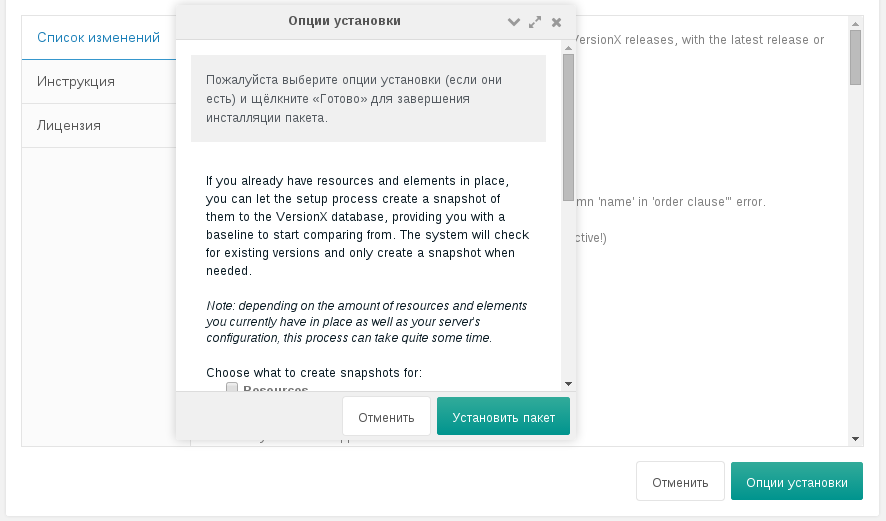 Опции установки
Список изменений
Инструкция
Лицензия
VersionX releases, with the latest release or
'name' in 'order clause'" error..
Пожалуйста выберите опции установки (если они
есть) и щёлкните «Готово» для завершения
инсталляции пакета.
If you already have resources and elements in place,
you can let the setup process create a snapshot of
them to the VersionX database, providing you with a
baseline to start comparing from. The system will check
for existing versions and only create a snapshot when
needed.
Note: depending on the amount of resources and elements
you currently have in place as well as your server's
configuration, this process can take quite some time.
Choose what to create snapshots for:
Resources
Отменить
Установить пакет
Отменить
Опции установки